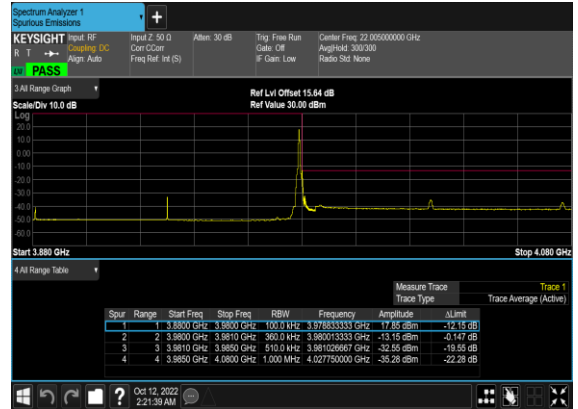 Spectrum Analyzer 1
Spurious Emissions
KEYSIGHT Input: RF Input Z: 50 Ω Atten: 30 dB Trig: Free Run Center Freq: 22.005000000 GHz
R T Coupling: DC Corr CCorr Gate: Off Avg|Hold: 300/300
Align: Auto Freq Ref: Int (S) IF Gain: Low Radio Std: None
PASS
3 All Range Graph
Ref Lvl Offset 15.64 dB
Scale/Div 10.0 dB Ref Value 30.00 dBm
Log
20.0
10.0
0.00
-10.0
-20.0
-30.0
-40.0
-50.0
-60.0
Start 3.880 GHz Stop 4.080 GHz
4 All Range Table
Measure Trace Trace 1
Trace Type Trace Average (Active)
Spur Range Start Freq Stop Freq RBW Frequency Amplitude ΔLimit
1 1 3.8800 GHz 3.9800 GHz 100.0 kHz 3.978833333 GHz 17.85 dBm -12.15 dB
2 2 3.9800 GHz 3.9810 GHz 360.0 kHz 3.980013333 GHz -13.15 dBm -0.147 dB
3 3 3.9810 GHz 3.9850 GHz 510.0 kHz 3.981026667 GHz -32.55 dBm -19.55 dB
4 4 3.9850 GHz 4.0800 GHz 1.000 MHz 4.027750000 GHz -35.28 dBm -22.28 dB
? Oct 12, 2022
2:21:39 AM